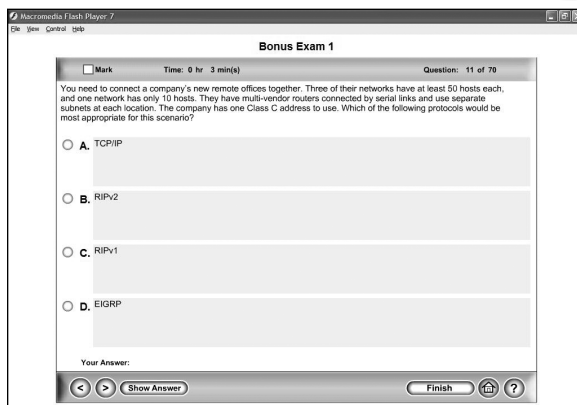 Macromedia Flash Player 7
File View Control Help
Bonus Exam 1
Mark Time: 0 hr 3 min(s) Question: 11 of 70
You need to connect a company's new remote offices together. Three of their networks have at least 50 hosts each,
and one network has only 10 hosts. They have multi-vendor routers connected by serial links and use separate
subnets at each location. The company has one Class C address to use. Which of the following protocols would be
most appropriate for this scenario?
A. TCP/IP
B. RIPv2
C. RIPv1
D. EIGRP
Your Answer:
< > Show Answer Finish ?